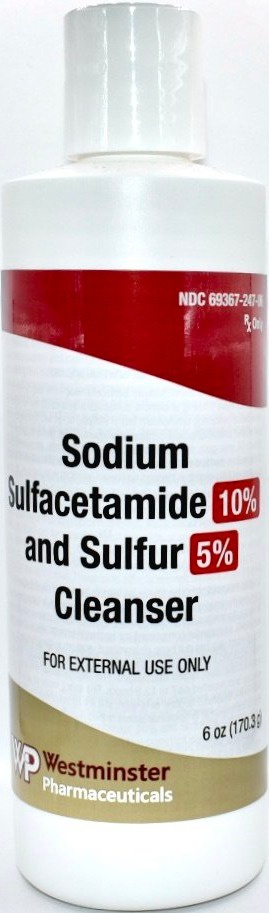 NDC 69367-247-
Rx Only
Sodium
Sulfacetamide 10%
and Sulfur 5%
Cleanser
FOR EXTERNAL USE ONLY
6 oz (170.3 g
WP Westminster
Pharmaceuticals